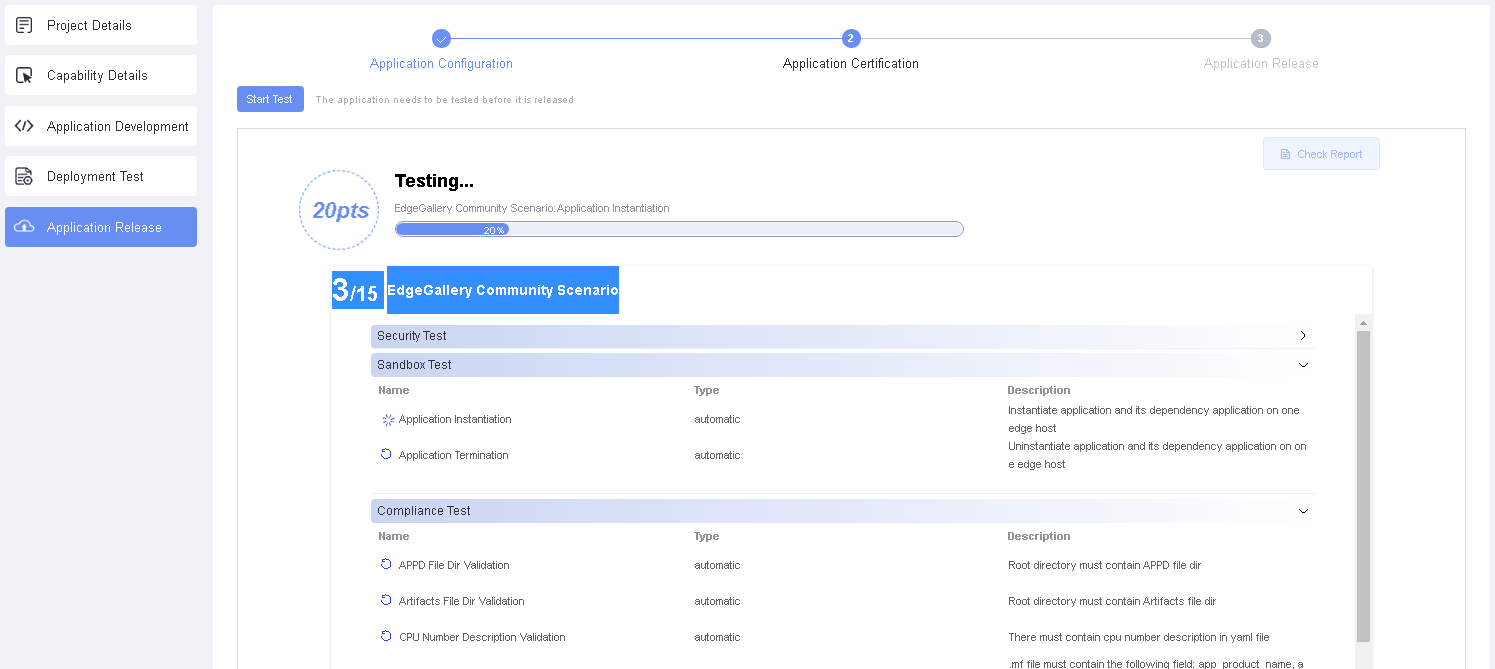 Project Details
Capability Details
Application Development
Deployment Test
Application Release
2
3
Application Configuration
Application Certification
Application Release
Start Test
The application needs to be tested before it is released
Check Report
20pts
Testing...
EdgeGallery Community Scenario:Application Instantiation
20%
3/15 EdgeGallery Community Scenario
Security Test
Sandbox Test
Name Type Description
Application Instantiation automatic Instantiate application and its dependency application on one
edge host
Application Termination automatic Uninstantiate application and its dependency application on on
e edge host
Compliance Test
Name Type Description
APPD File Dir Validation automatic Root directory must contain APPD file dir
Artifacts File Dir Validation automatic Root directory must contain Artifacts file dir
CPU Number Description Validation automatic There must contain cpu number description in yaml file
.mf file must contain the following field: app_product_name, a